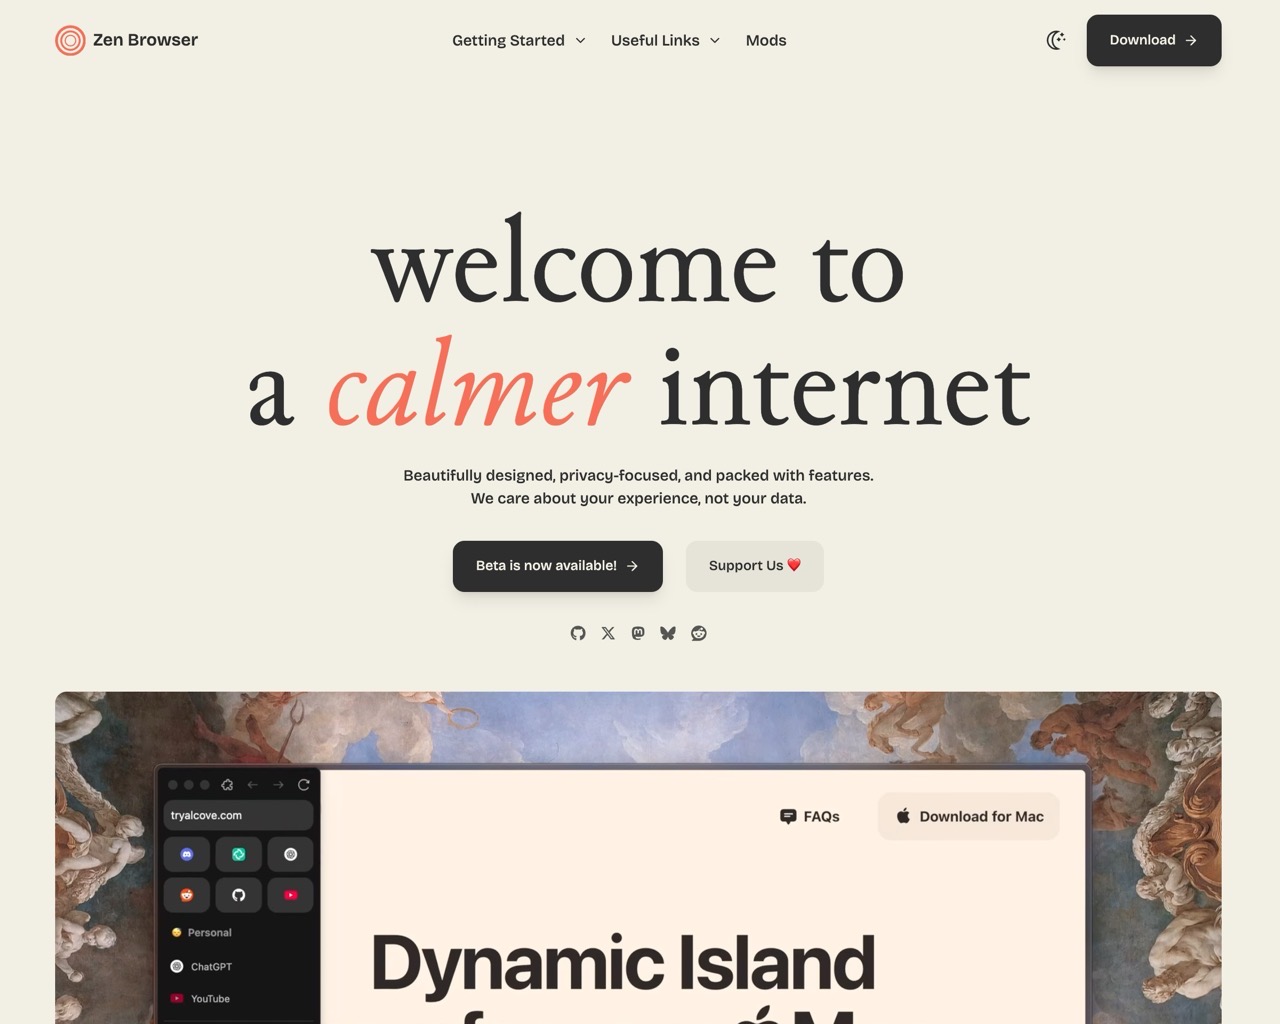 Zen Browser
Getting Started
Useful Links
Mods
Download →
welcome to
a calmer internet
Beautifully designed, privacy-focused, and packed with features.
We care about your experience, not your data.
Beta is now available! →
Support Us ❤️
tryalcove.com
FAQs
Download for Mac
Personal
ChatGPT
YouTube
Dynamic Island